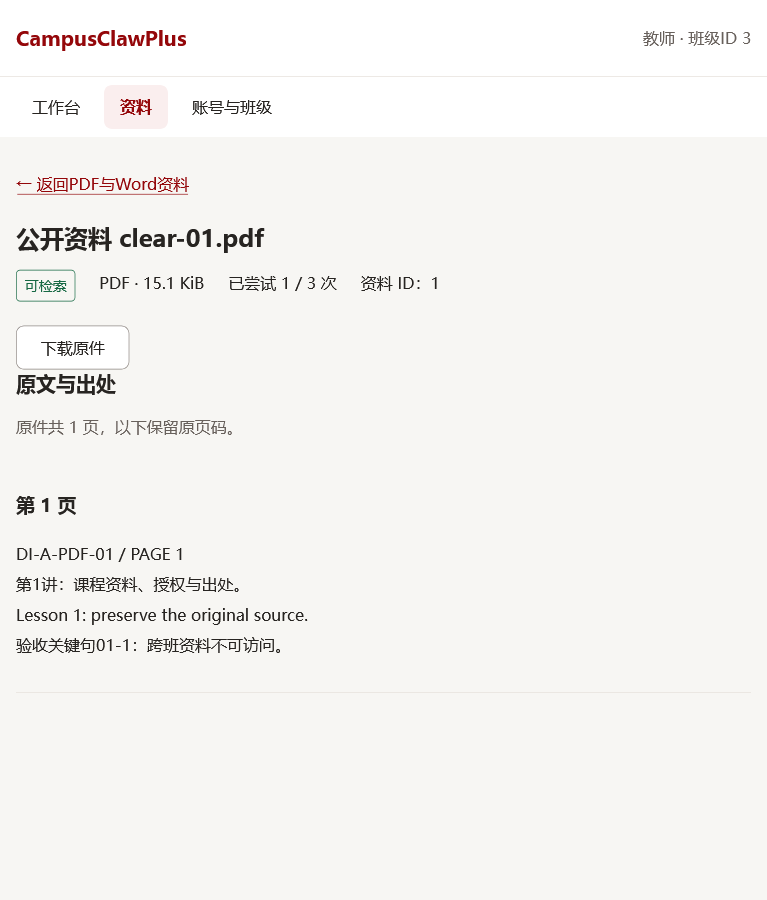 CampusClawPlus
教师 · 班级ID 3
工作台
资料
账号与班级
← 返回PDF与Word资料
公开资料 clear-01.pdf
可检索
PDF · 15.1 KiB
已尝试 1 / 3 次
资料 ID：1
下载原件
原文与出处
原件共 1 页，以下保留原页码。
第 1 页
DI-A-PDF-01 / PAGE 1
第1讲：课程资料、授权与出处。
Lesson 1: preserve the original source.
验收关键句01-1：跨班资料不可访问。